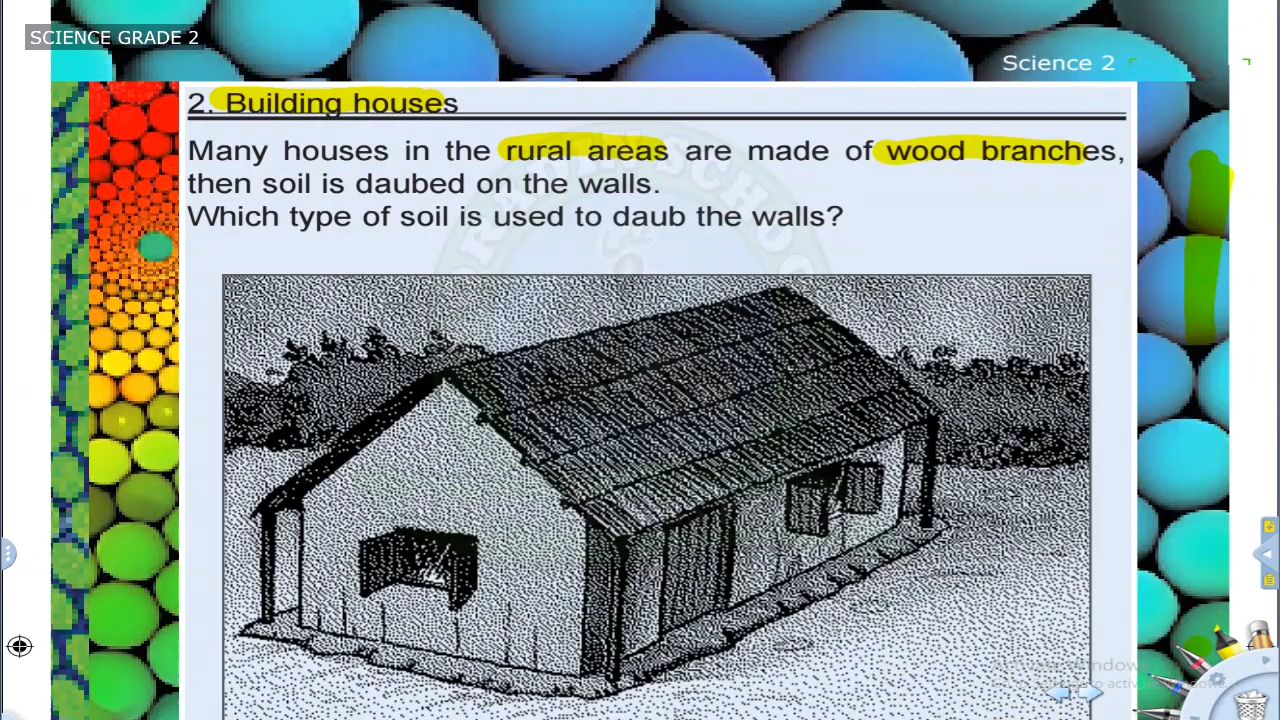 SCIENCE GRADE 2
Science 2
2. Building houses
Many houses in the rural areas are made of wood branches,
then soil is daubed on the walls.
Which type of soil is used to daub the walls?